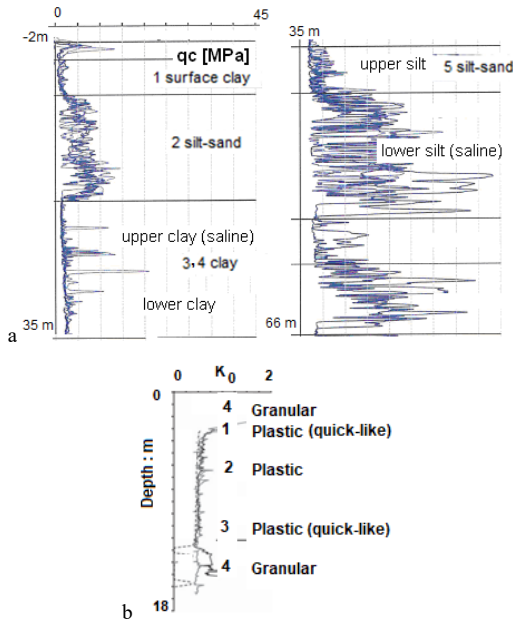 0 45
-2m
qc [MPa]
1 surface clay
2 silt-sand
upper clay (saline)
3,4 clay
lower clay
35 m
a
35 m
upper silt 5 silt-sand
lower silt (saline)
66 m
0 K0 2
0
4 Granular
1 Plastic (quick-like)
2 Plastic
3 Plastic (quick-like)
4 Granular
18
Depth : m
b